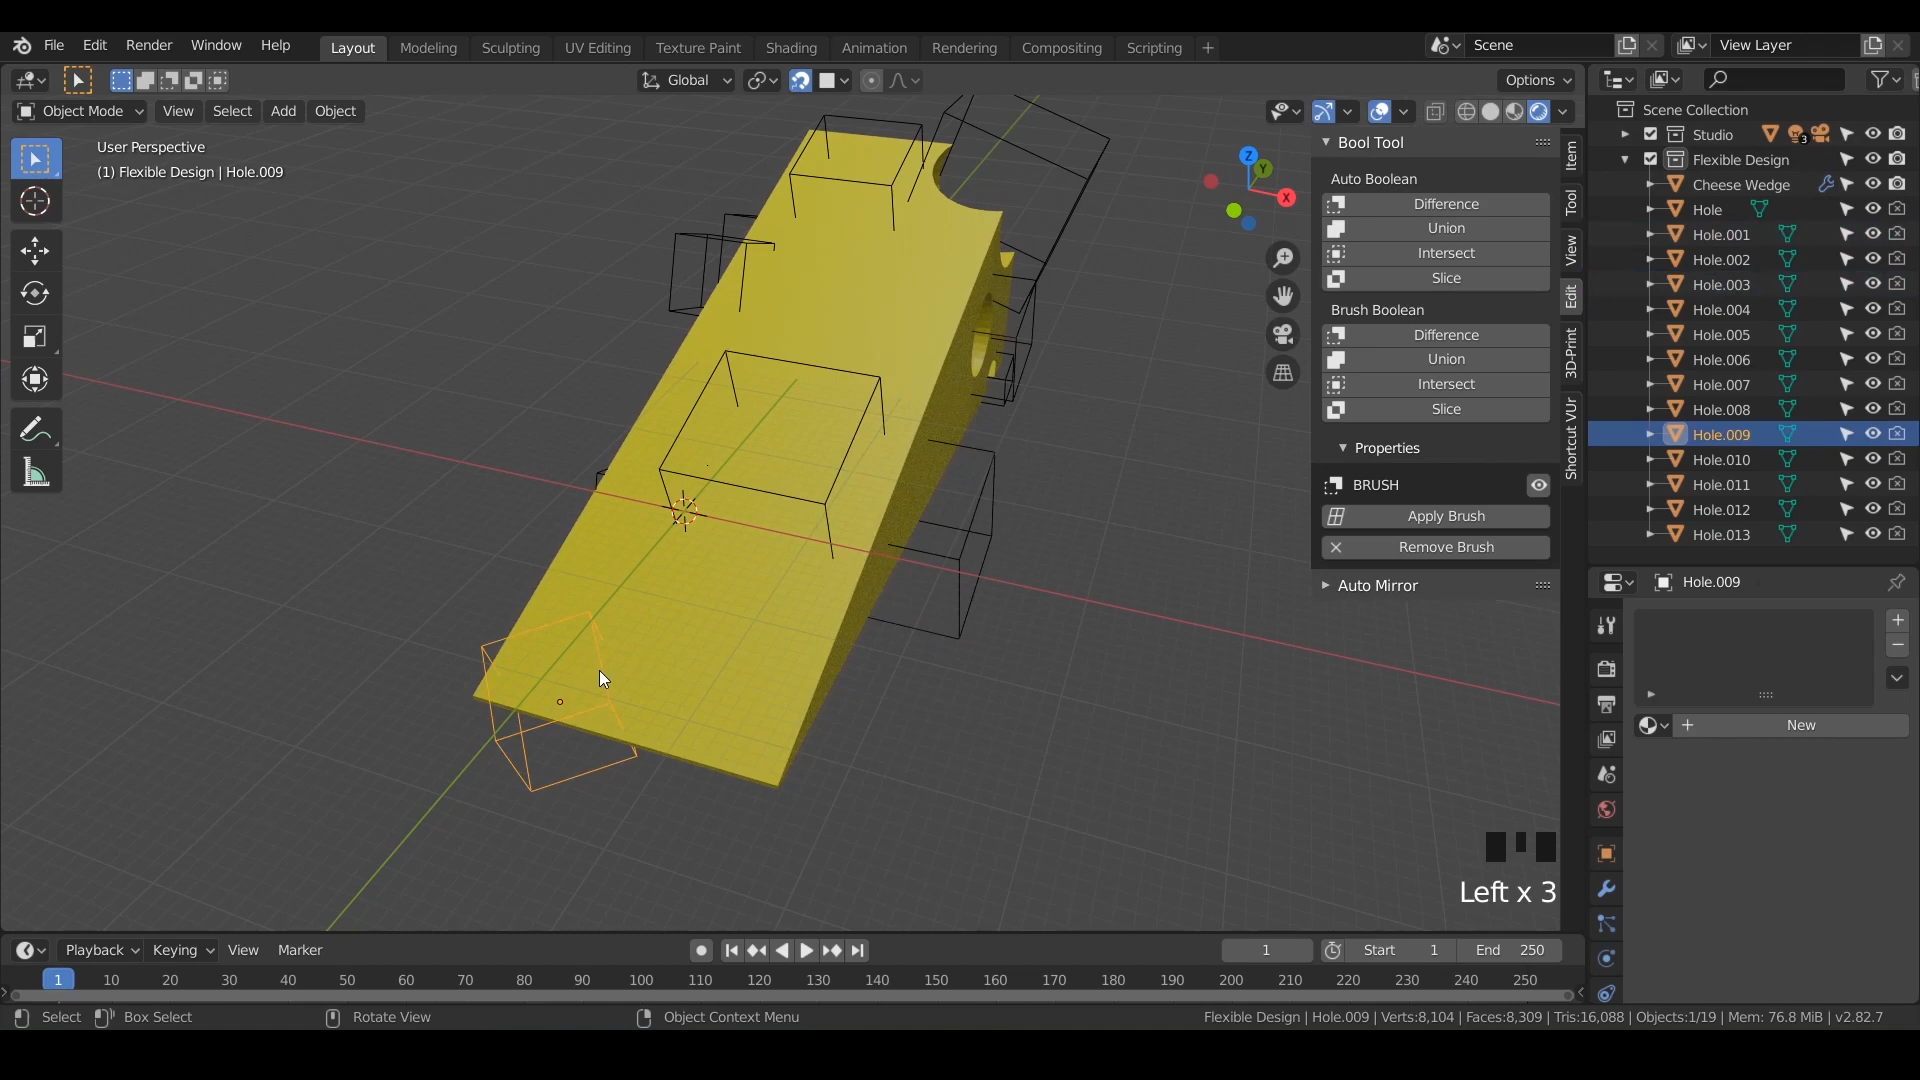 File Edit Render Window Help Layout Modeling Sculpting UV Editing Texture Paint Shading Animation Rendering Compositing Scripting + Scene View Layer
Global Options
Object Mode View Select Add Object
User Perspective
(1) Flexible Design | Hole.009
Z
Y
X
Bool Tool
Auto Boolean
Difference
Union
Intersect
Slice
Brush Boolean
Difference
Union
Intersect
Slice
Properties
BRUSH
Apply Brush
Remove Brush
Auto Mirror
Item
Tool
View
Edit
3D-Print
Shortcut VUr
Scene Collection
Studio 3
Flexible Design
Cheese Wedge
Hole
Hole.001
Hole.002
Hole.003
Hole.004
Hole.005
Hole.006
Hole.007
Hole.008
Hole.009
Hole.010
Hole.011
Hole.012
Hole.013
Hole.009
New
Left x 3
Playback Keying View Marker 1 Start 1 End 250
1 10 20 30 40 50 60 70 80 90 100 110 120 130 140 150 160 170 180 190 200 210 220 230 240 250
Select Box Select Rotate View Object Context Menu Flexible Design | Hole.009 | Verts:8,104 | Faces:8,309 | Tris:16,088 | Objects:1/19 | Mem: 76.8 MiB | v2.82.7